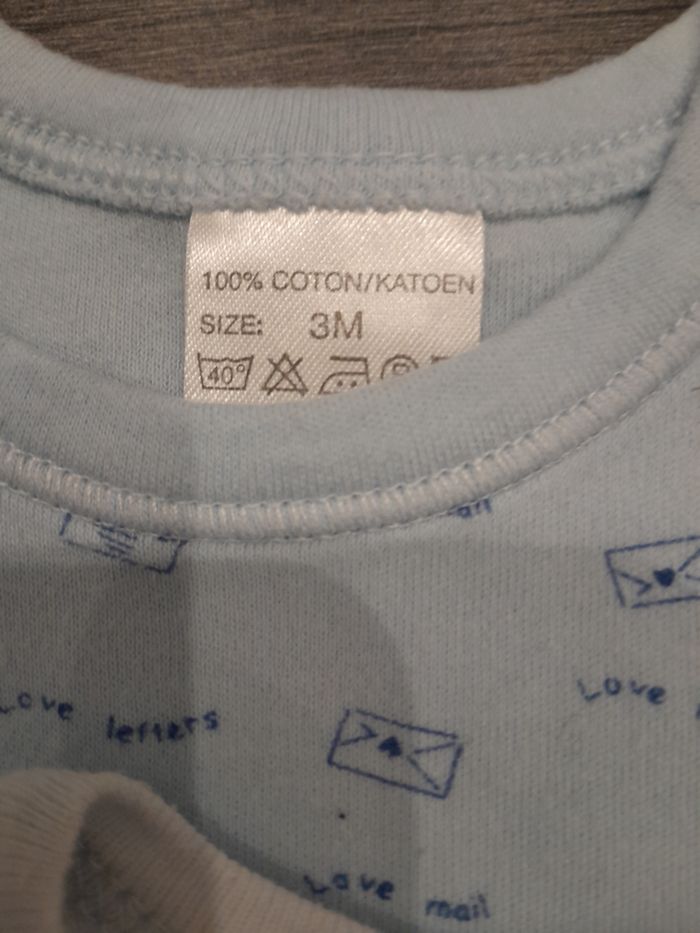 100% COTON/KATOEN
SIZE: 3M
40°
Love letters
Love
Love mail